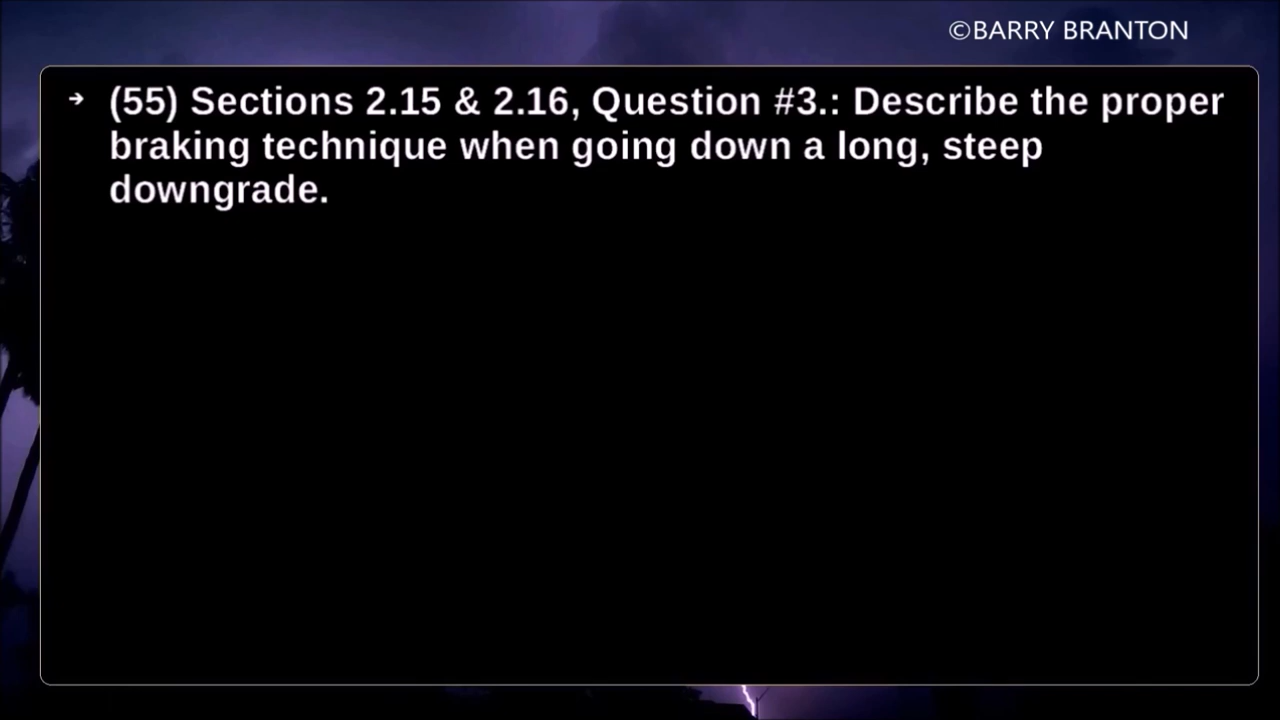 ©BARRY BRANTON
→ (55) Sections 2.15 & 2.16, Question #3.: Describe the proper
braking technique when going down a long, steep
downgrade.